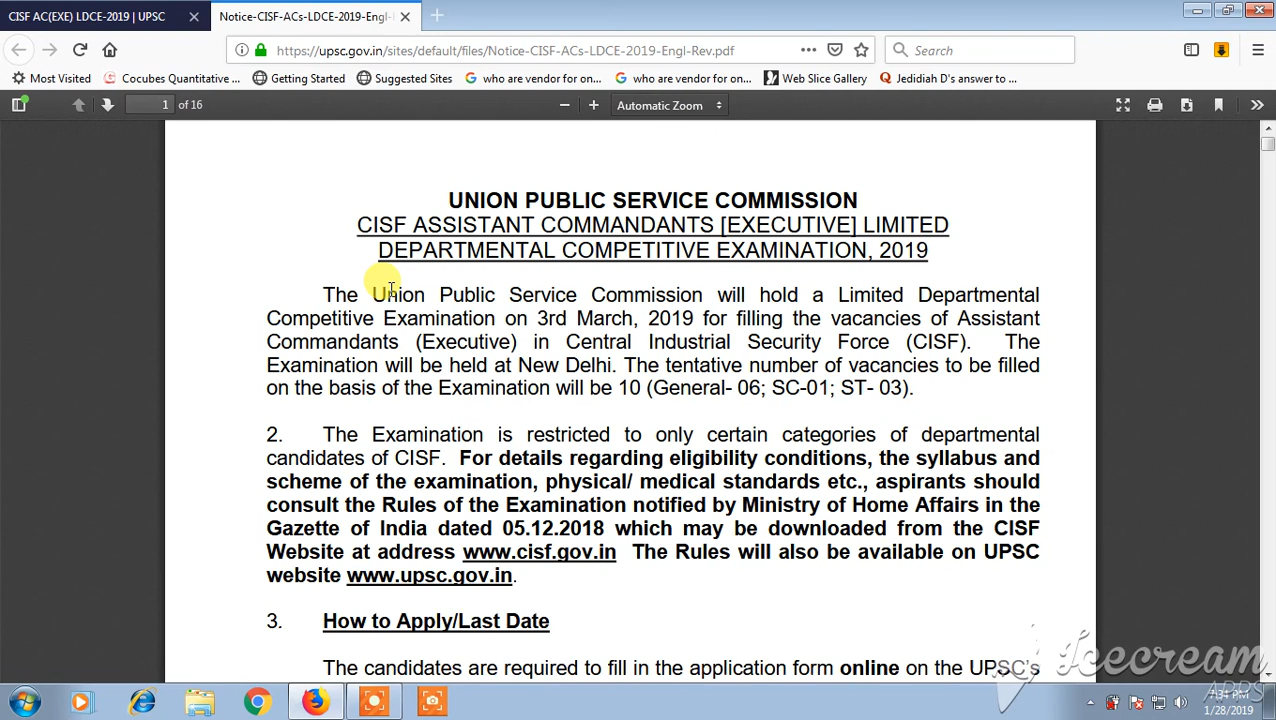 CISF AC(EXE) LDCE-2019 | UPSC
Notice-CISF-ACs-LDCE-2019-Engl-
https://upsc.gov.in/sites/default/files/Notice-CISF-ACs-LDCE-2019-Engl-Rev.pdf
Search
Most Visited
Cocubes Quantitative ...
Getting Started
Suggested Sites
who are vendor for on...
who are vendor for on...
Web Slice Gallery
Jedidiah D's answer to ...
1 of 16
Automatic Zoom
UNION PUBLIC SERVICE COMMISSION
CISF ASSISTANT COMMANDANTS [EXECUTIVE] LIMITED
DEPARTMENTAL COMPETITIVE EXAMINATION, 2019
The Union Public Service Commission will hold a Limited Departmental
Competitive Examination on 3rd March, 2019 for filling the vacancies of Assistant
Commandants (Executive) in Central Industrial Security Force (CISF). The
Examination will be held at New Delhi. The tentative number of vacancies to be filled
on the basis of the Examination will be 10 (General- 06; SC-01; ST- 03).
2. The Examination is restricted to only certain categories of departmental
candidates of CISF. For details regarding eligibility conditions, the syllabus and
scheme of the examination, physical/ medical standards etc., aspirants should
consult the Rules of the Examination notified by Ministry of Home Affairs in the
Gazette of India dated 05.12.2018 which may be downloaded from the CISF
Website at address www.cisf.gov.in The Rules will also be available on UPSC
website www.upsc.gov.in.
3. How to Apply/Last Date
The candidates are required to fill in the application form online on the UPSC's
Icecream
APPS
7:34 PM
1/28/2019